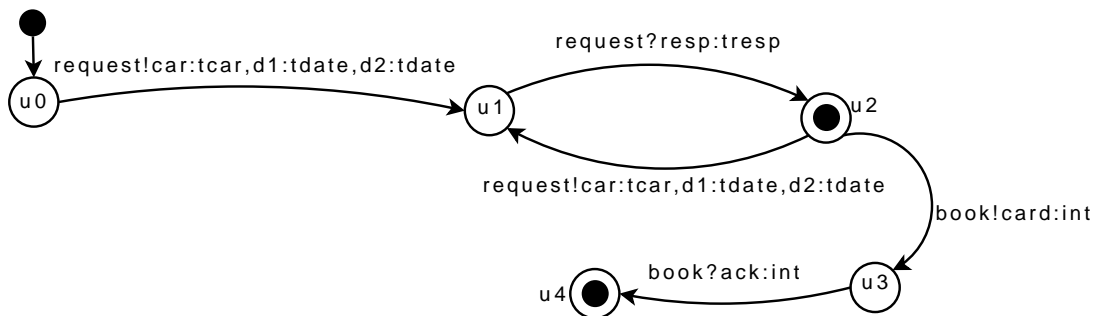 request?resp:tresp
request!car:tcar,d1:tdate,d2:tdate
u0
u1
u2
request!car:tcar,d1:tdate,d2:tdate
book!card:int
book?ack:int
u3
u4